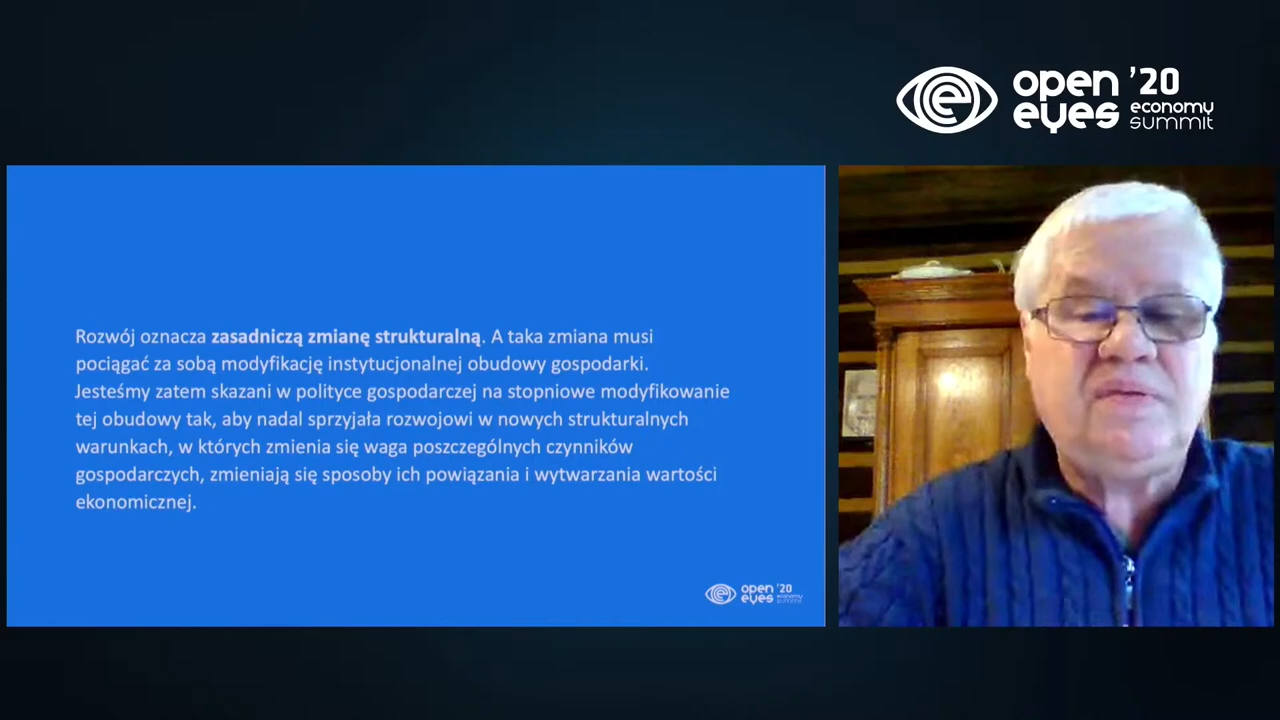 open '20
eyes economy
summit
Rozwój oznacza zasadniczą zmianę strukturalną. A taka zmiana musi
pociągać za sobą modyfikację instytucjonalnej obudowy gospodarki.
Jesteśmy zatem skazani w polityce gospodarczej na stopniowe modyfikowanie
tej obudowy tak, aby nadal sprzyjała rozwojowi w nowych strukturalnych
warunkach, w których zmienia się waga poszczególnych czynników
gospodarczych, zmieniają się sposoby ich powiązania i wytwarzania wartości
ekonomicznej.
open '20
eyes economy
summit